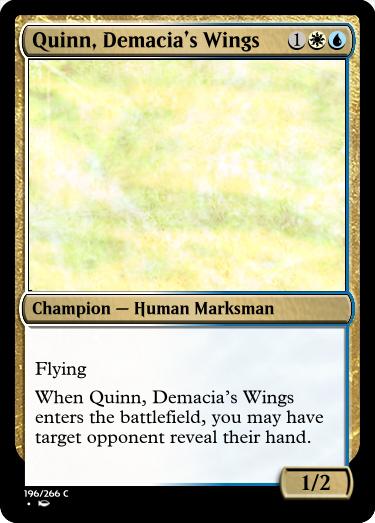 Quinn, Demacia's Wings 1
Champion — Human Marksman
Flying
When Quinn, Demacia's Wings
enters the battlefield, you may have
target opponent reveal their hand.
1/2
196/266 C